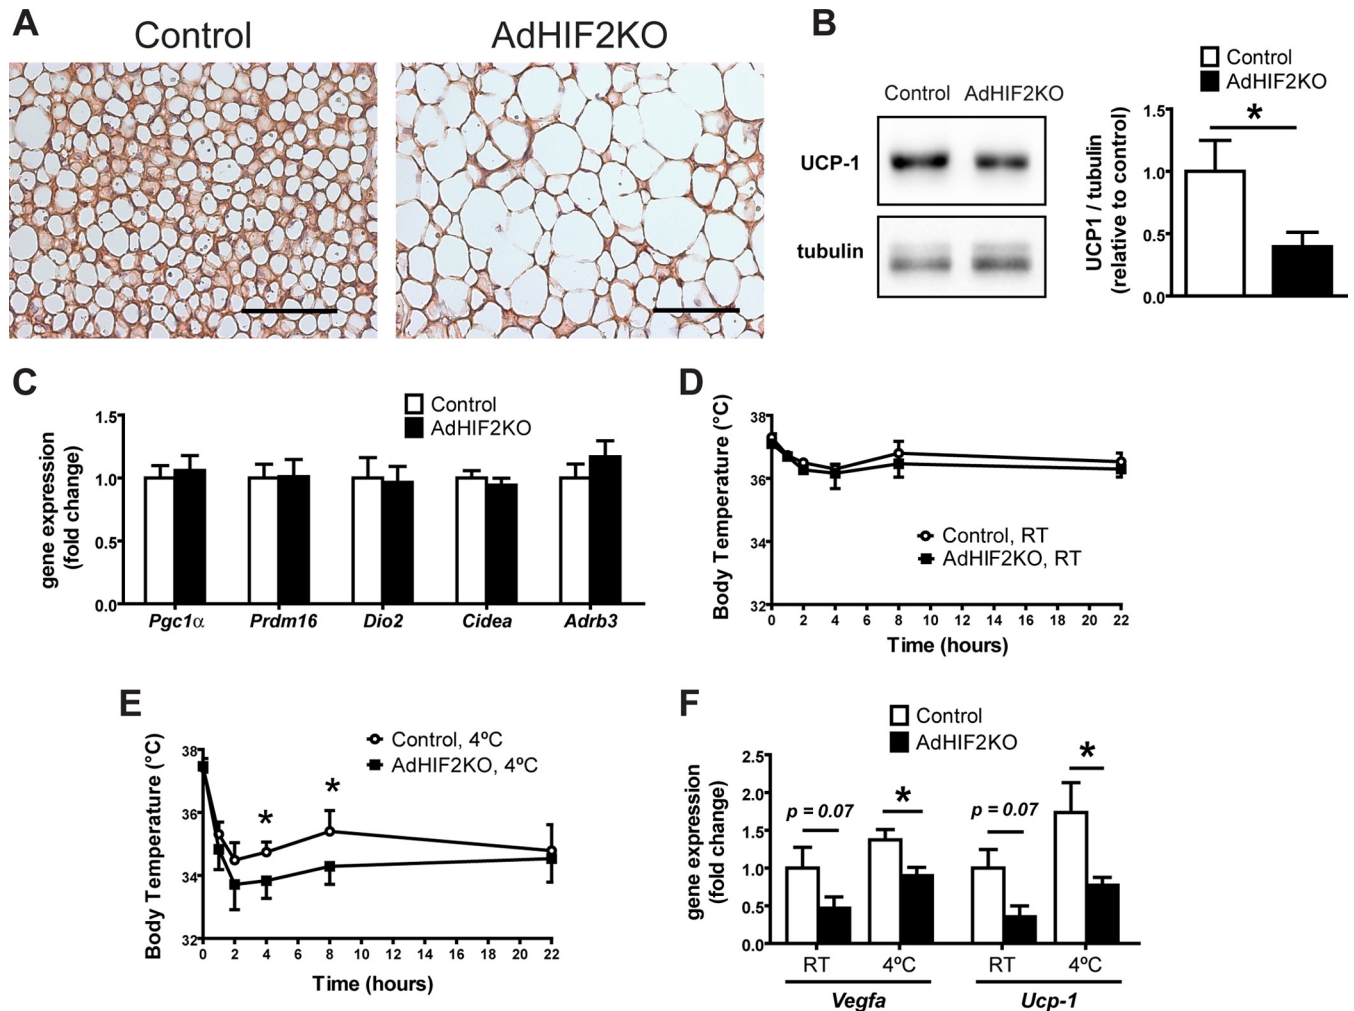 A
Control
AdHIF2KO
B
Control
AdHIF2KO
Control
AdHIF2KO
UCP-1
tubulin
UCP1 / tubulin
(relative to control)
1.5
1.0
0.5
0.0
*
C
Control
AdHIF2KO
gene expression
(fold change)
1.5
1.0
0.5
0.0
Pgc1α
Prdm16
Dio2
Cidea
Adrb3
D
Body Temperature (°C)
38
36
34
32
Control, RT
AdHIF2KO, RT
0 2 4 6 8 10 12 14 16 18 20 22
Time (hours)
E
Body Temperature (°C)
38
36
34
32
Control, 4ºC
AdHIF2KO, 4ºC
*
*
0 2 4 6 8 10 12 14 16 18 20 22
Time (hours)
F
Control
AdHIF2KO
gene expression
(fold change)
2.5
2.0
1.5
1.0
0.5
0.0
p = 0.07
*
p = 0.07
*
RT 4ºC RT 4ºC
Vegfa Ucp-1